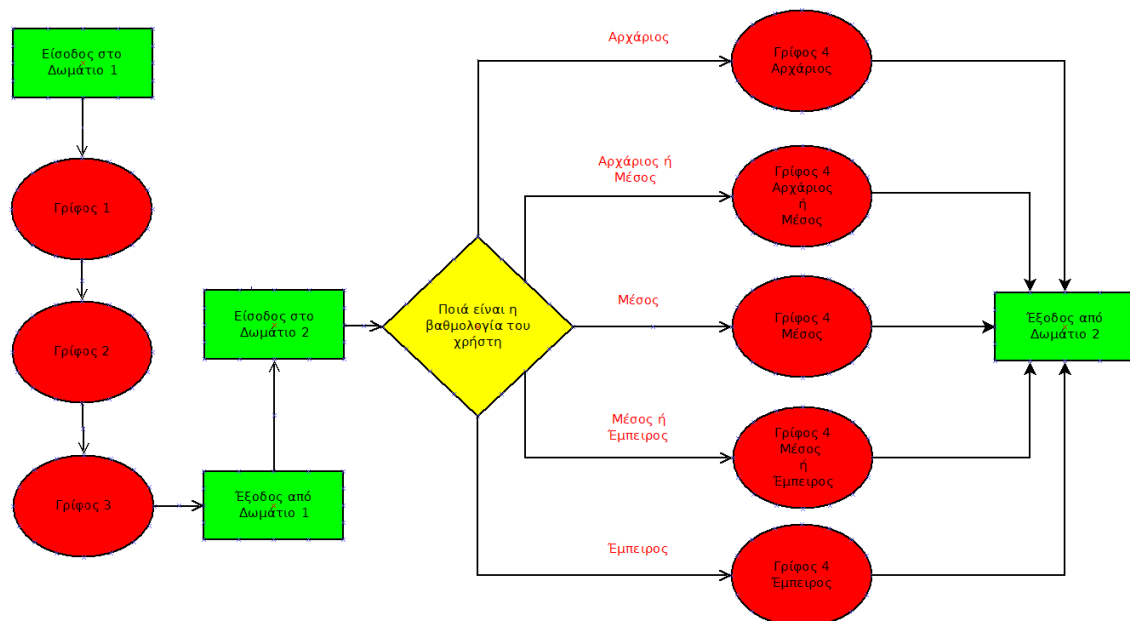 Είσοδος στο
Δωμάτιο 1
Γρίφος 1
Γρίφος 2
Γρίφος 3
Έξοδος από
Δωμάτιο 1
Είσοδος στο
Δωμάτιο 2
Ποιά είναι η
βαθμολογία του
χρήστη
Αρχάριος
Γρίφος 4
Αρχάριος
Αρχάριος ή
Μέσος
Γρίφος 4
Αρχάριος
ή
Μέσος
Μέσος
Γρίφος 4
Μέσος
Μέσος ή
Έμπειρος
Γρίφος 4
Μέσος
ή
Έμπειρος
Έμπειρος
Γρίφος 4
Έμπειρος
Έξοδος από
Δωμάτιο 2